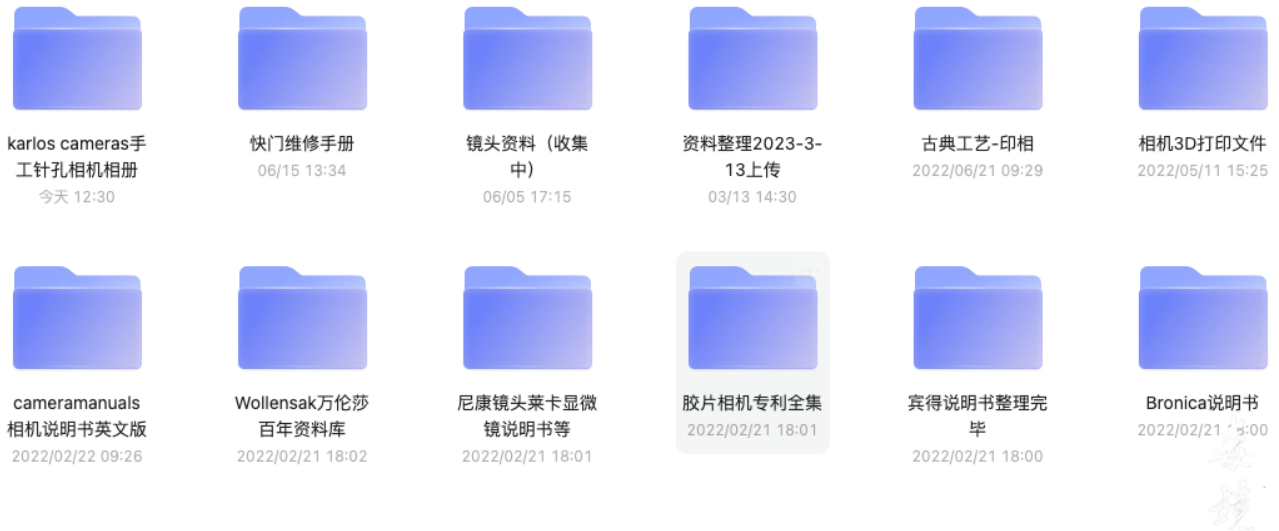 karlos cameras手
工针孔相机相册
今天 12:30
快门维修手册
06/15 13:34
镜头资料（收集
中）
06/05 17:15
资料整理2023-3-
13上传
03/13 14:30
古典工艺-印相
2022/06/21 09:29
相机3D打印文件
2022/05/11 15:25
cameramanuals
相机说明书英文版
2022/02/22 09:26
Wollensak万伦莎
百年资料库
2022/02/21 18:02
尼康镜头莱卡显微
镜说明书等
2022/02/21 18:01
胶片相机专利全集
2022/02/21 18:01
宾得说明书整理完
毕
2022/02/21 18:00
Bronica说明书
2022/02/21 18:00